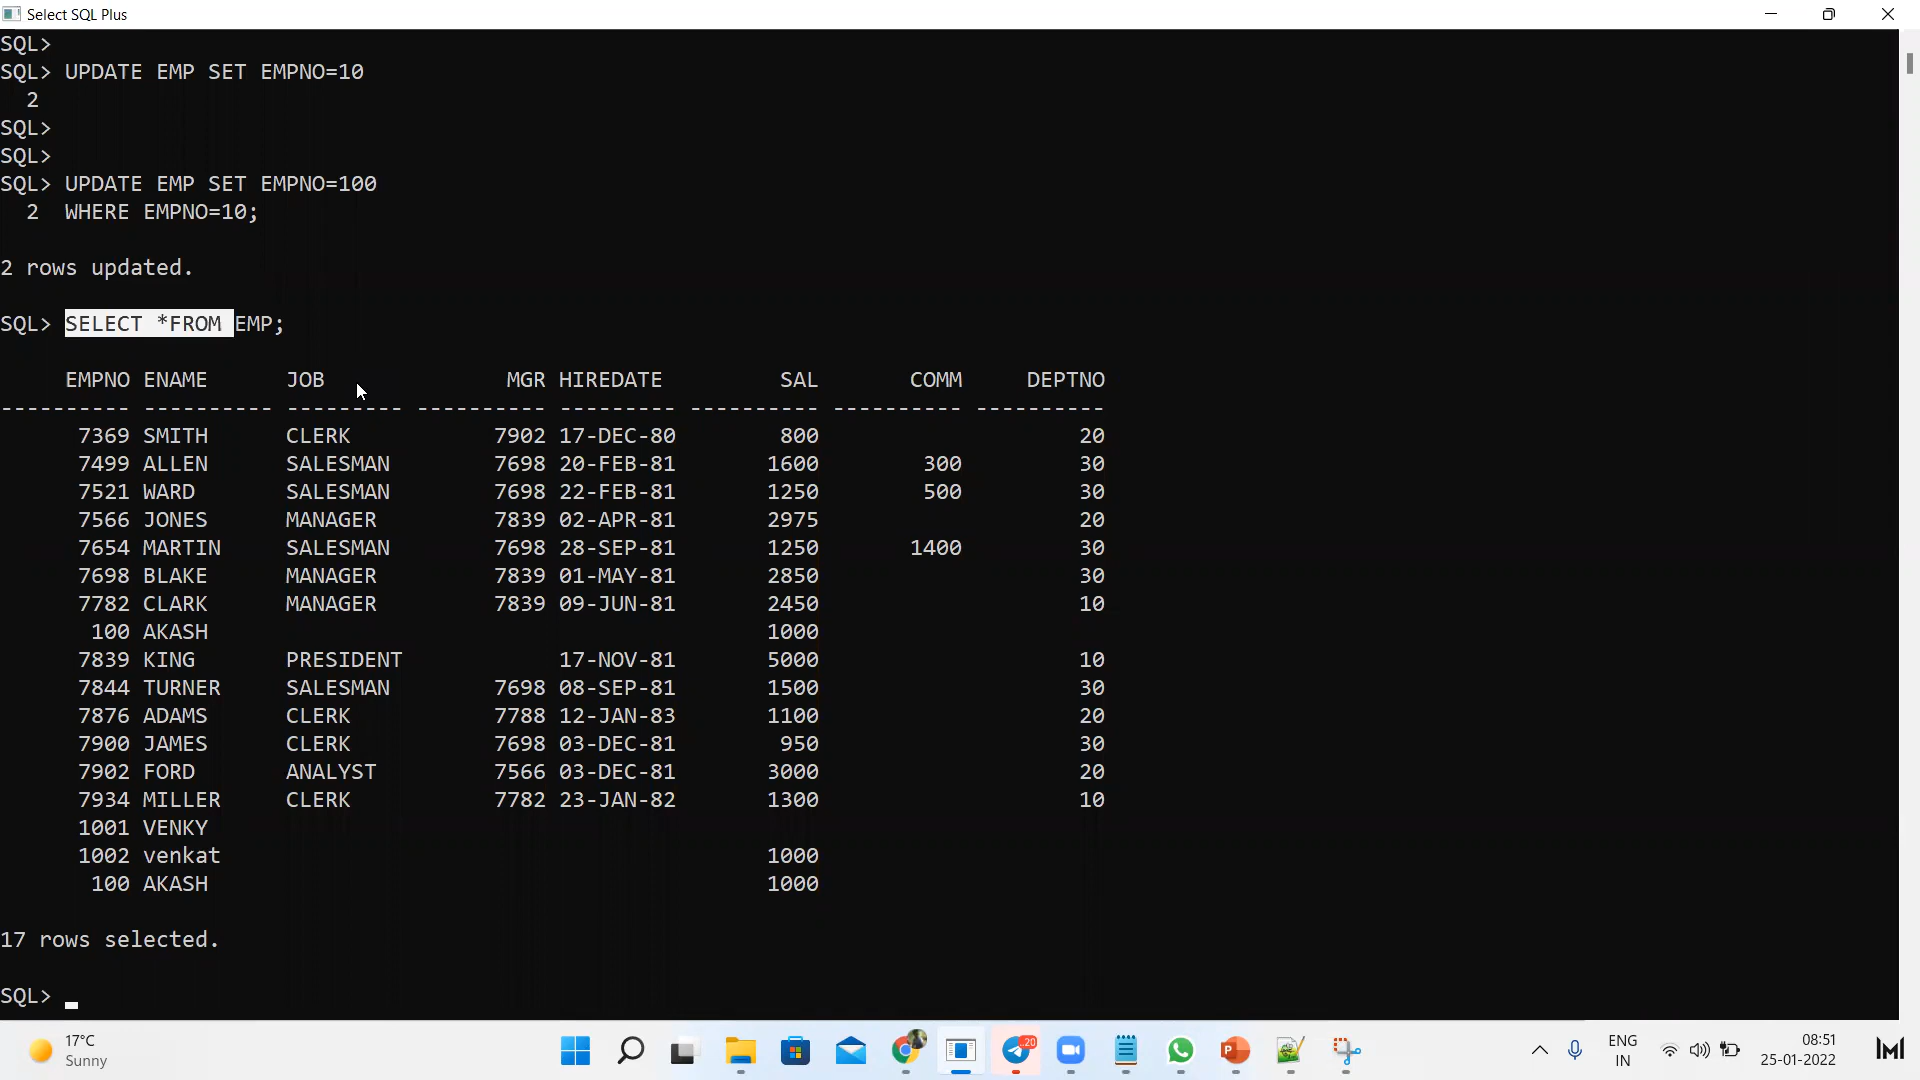 Select SQL Plus
SQL>
SQL> UPDATE EMP SET EMPNO=10
2
SQL>
SQL>
SQL> UPDATE EMP SET EMPNO=100
2 WHERE EMPNO=10;
2 rows updated.
SQL> SELECT *FROM EMP;
EMPNO ENAME JOB MGR HIREDATE SAL COMM DEPTNO
---------- ---------- --------- ---------- --------- ---------- ---------- ----------
7369 SMITH CLERK 7902 17-DEC-80 800 20
7499 ALLEN SALESMAN 7698 20-FEB-81 1600 300 30
7521 WARD SALESMAN 7698 22-FEB-81 1250 500 30
7566 JONES MANAGER 7839 02-APR-81 2975 20
7654 MARTIN SALESMAN 7698 28-SEP-81 1250 1400 30
7698 BLAKE MANAGER 7839 01-MAY-81 2850 30
7782 CLARK MANAGER 7839 09-JUN-81 2450 10
100 AKASH 1000
7839 KING PRESIDENT 17-NOV-81 5000 10
7844 TURNER SALESMAN 7698 08-SEP-81 1500 30
7876 ADAMS CLERK 7788 12-JAN-83 1100 20
7900 JAMES CLERK 7698 03-DEC-81 950 30
7902 FORD ANALYST 7566 03-DEC-81 3000 20
7934 MILLER CLERK 7782 23-JAN-82 1300 10
1001 VENKY
1002 venkat 1000
100 AKASH 1000
17 rows selected.
SQL>
17°C
Sunny
20
P
ENG
IN
08:51
25-01-2022
M